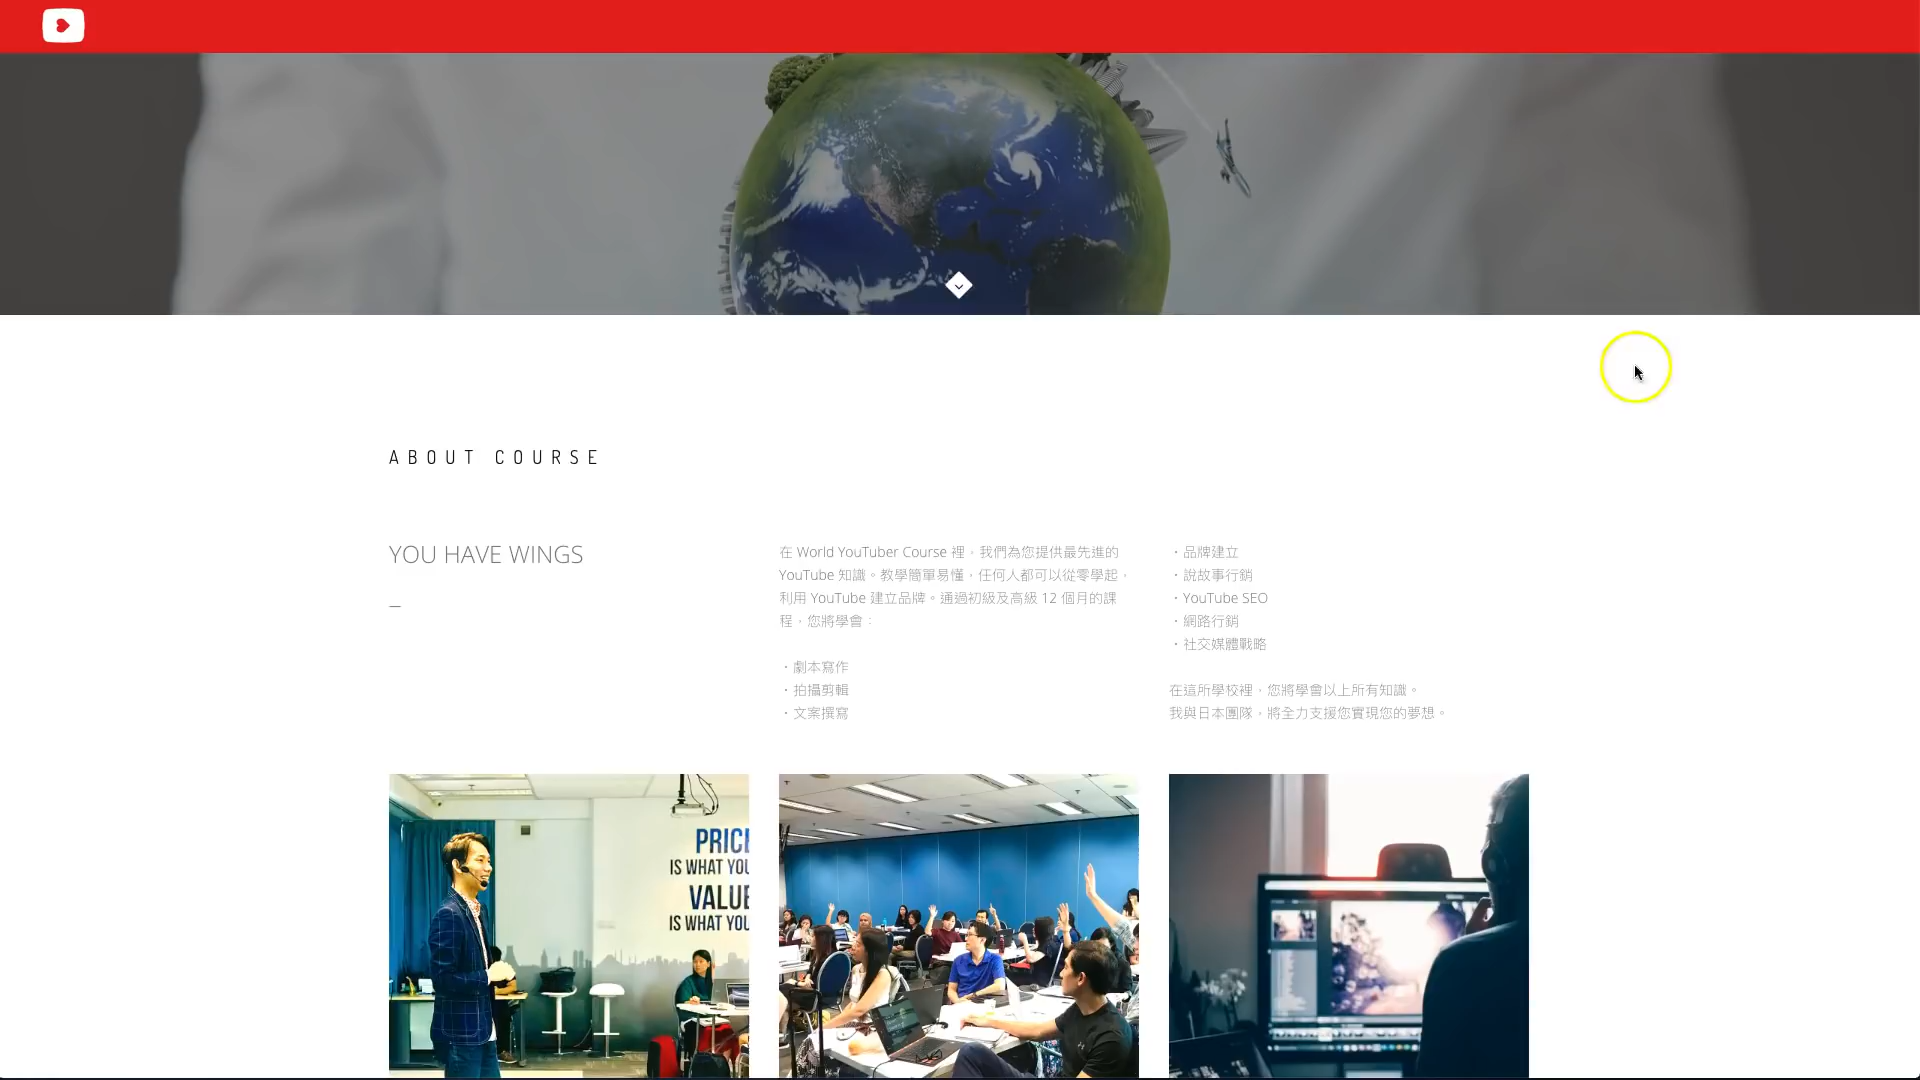 ABOUT COURSE
YOU HAVE WINGS
在 World YouTuber Course 裡，我們為您提供最先進的
YouTube 知識。教學簡單易懂，任何人都可以從零學起，
利用 YouTube 建立品牌。通過初級及高級 12 個月的課
程，您將學會：
・劇本寫作
・拍攝剪輯
・文案撰寫
・品牌建立
・說故事行銷
・YouTube SEO
・網路行銷
・社交媒體戰略
在這所學校裡，您將學會以上所有知識。
我與日本團隊，將全力支援您實現您的夢想。
PRICE
IS WHAT YOU
VALUE
IS WHAT YOU